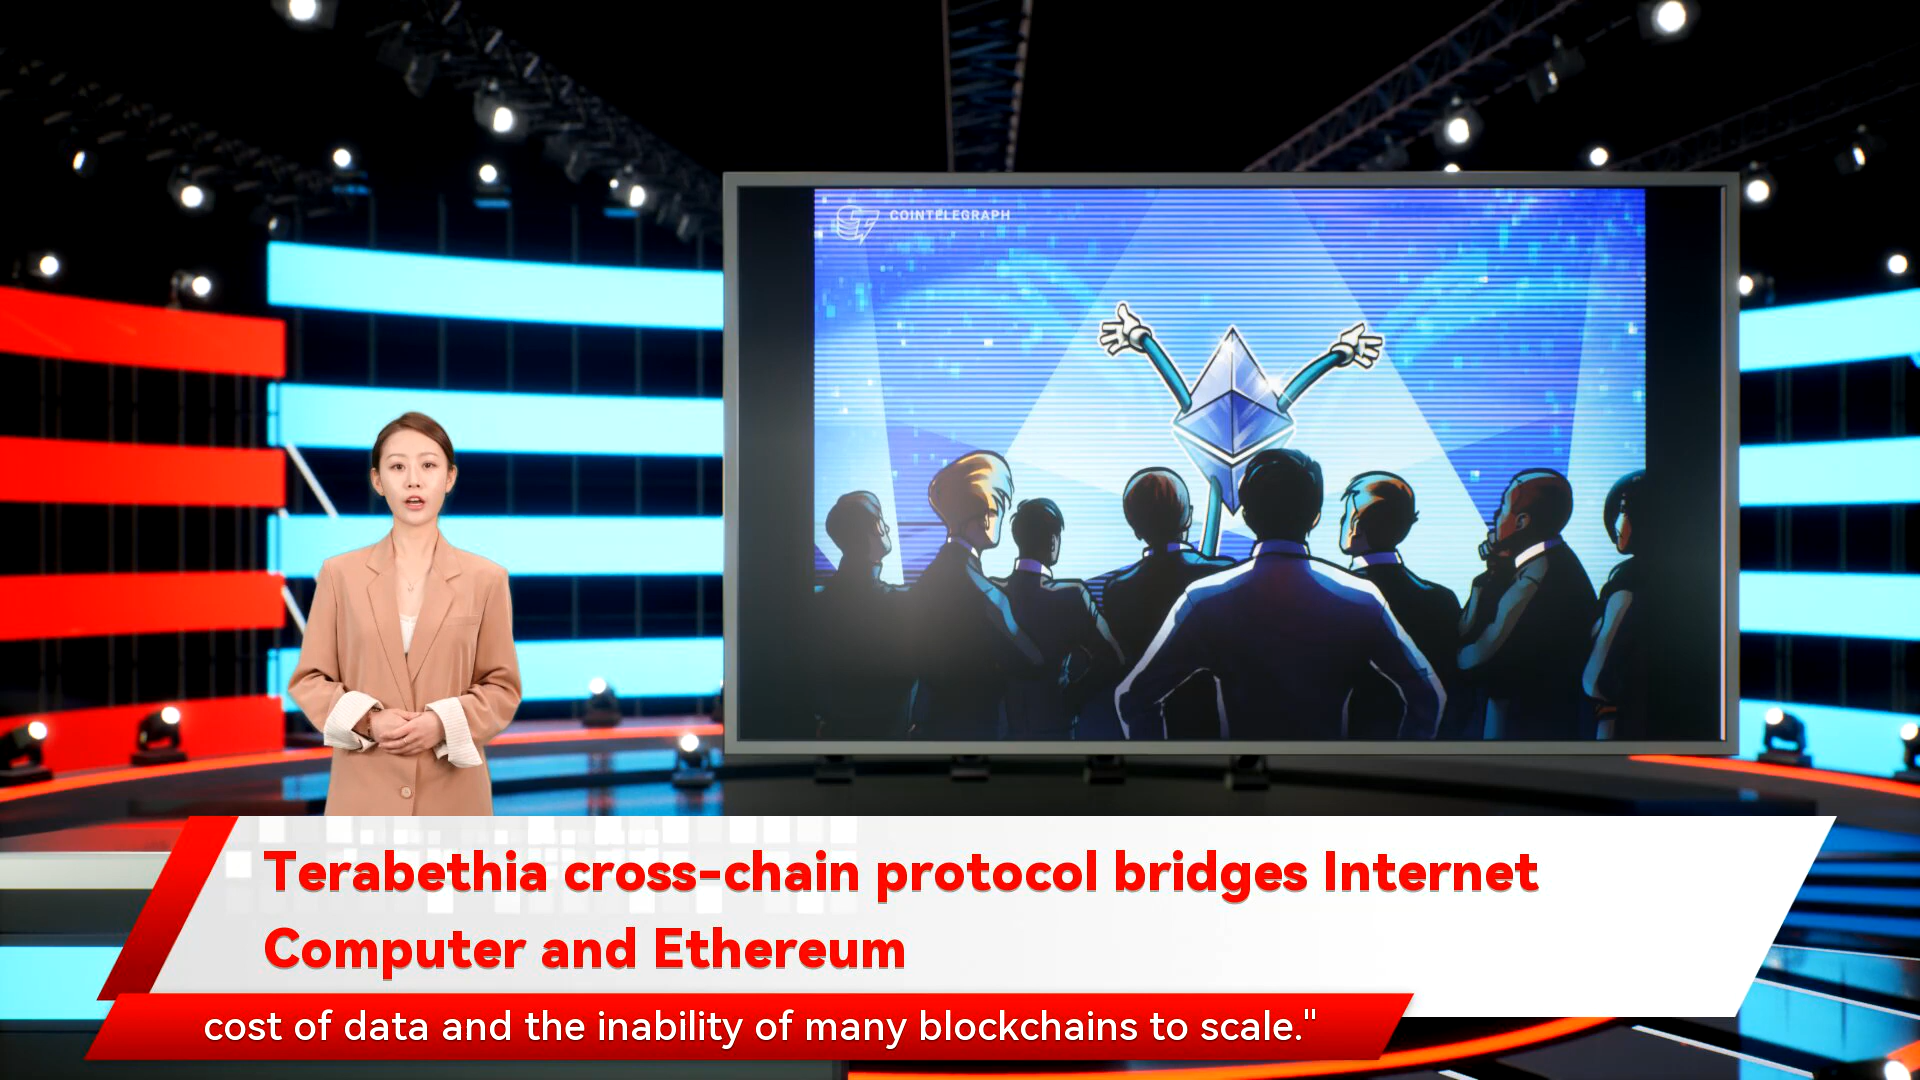 COINTELEGRAPH
Terabethia cross-chain protocol bridges Internet
Computer and Ethereum
cost of data and the inability of many blockchains to scale."